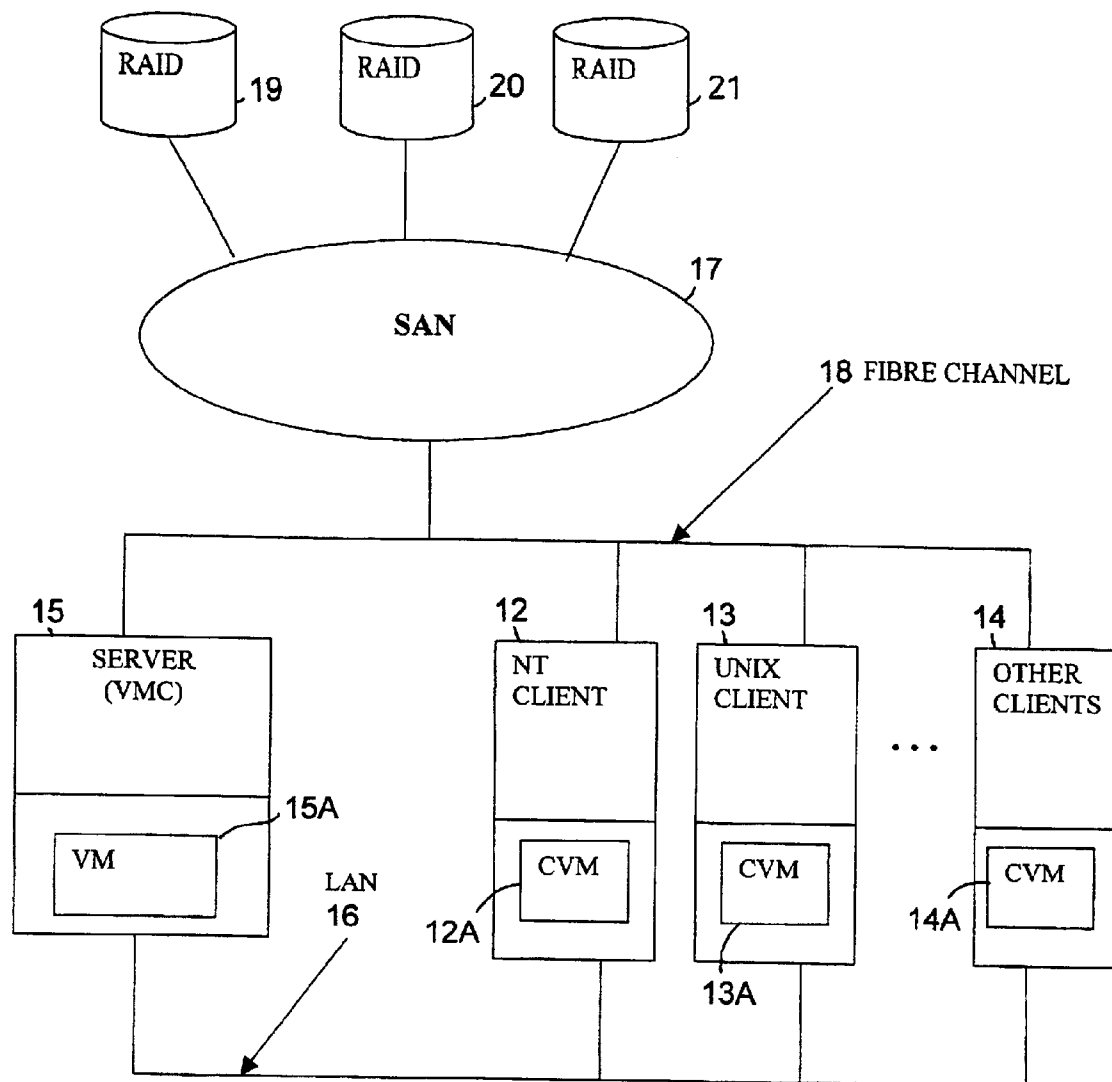 RAID
19
RAID
20
RAID
21
17
SAN
18 FIBRE CHANNEL
15
SERVER
(VMC)
12
NT
CLIENT
13
UNIX
CLIENT
14
OTHER
CLIENTS
...
15A
VM
LAN
16
CVM
12A
CVM
13A
CVM
14A